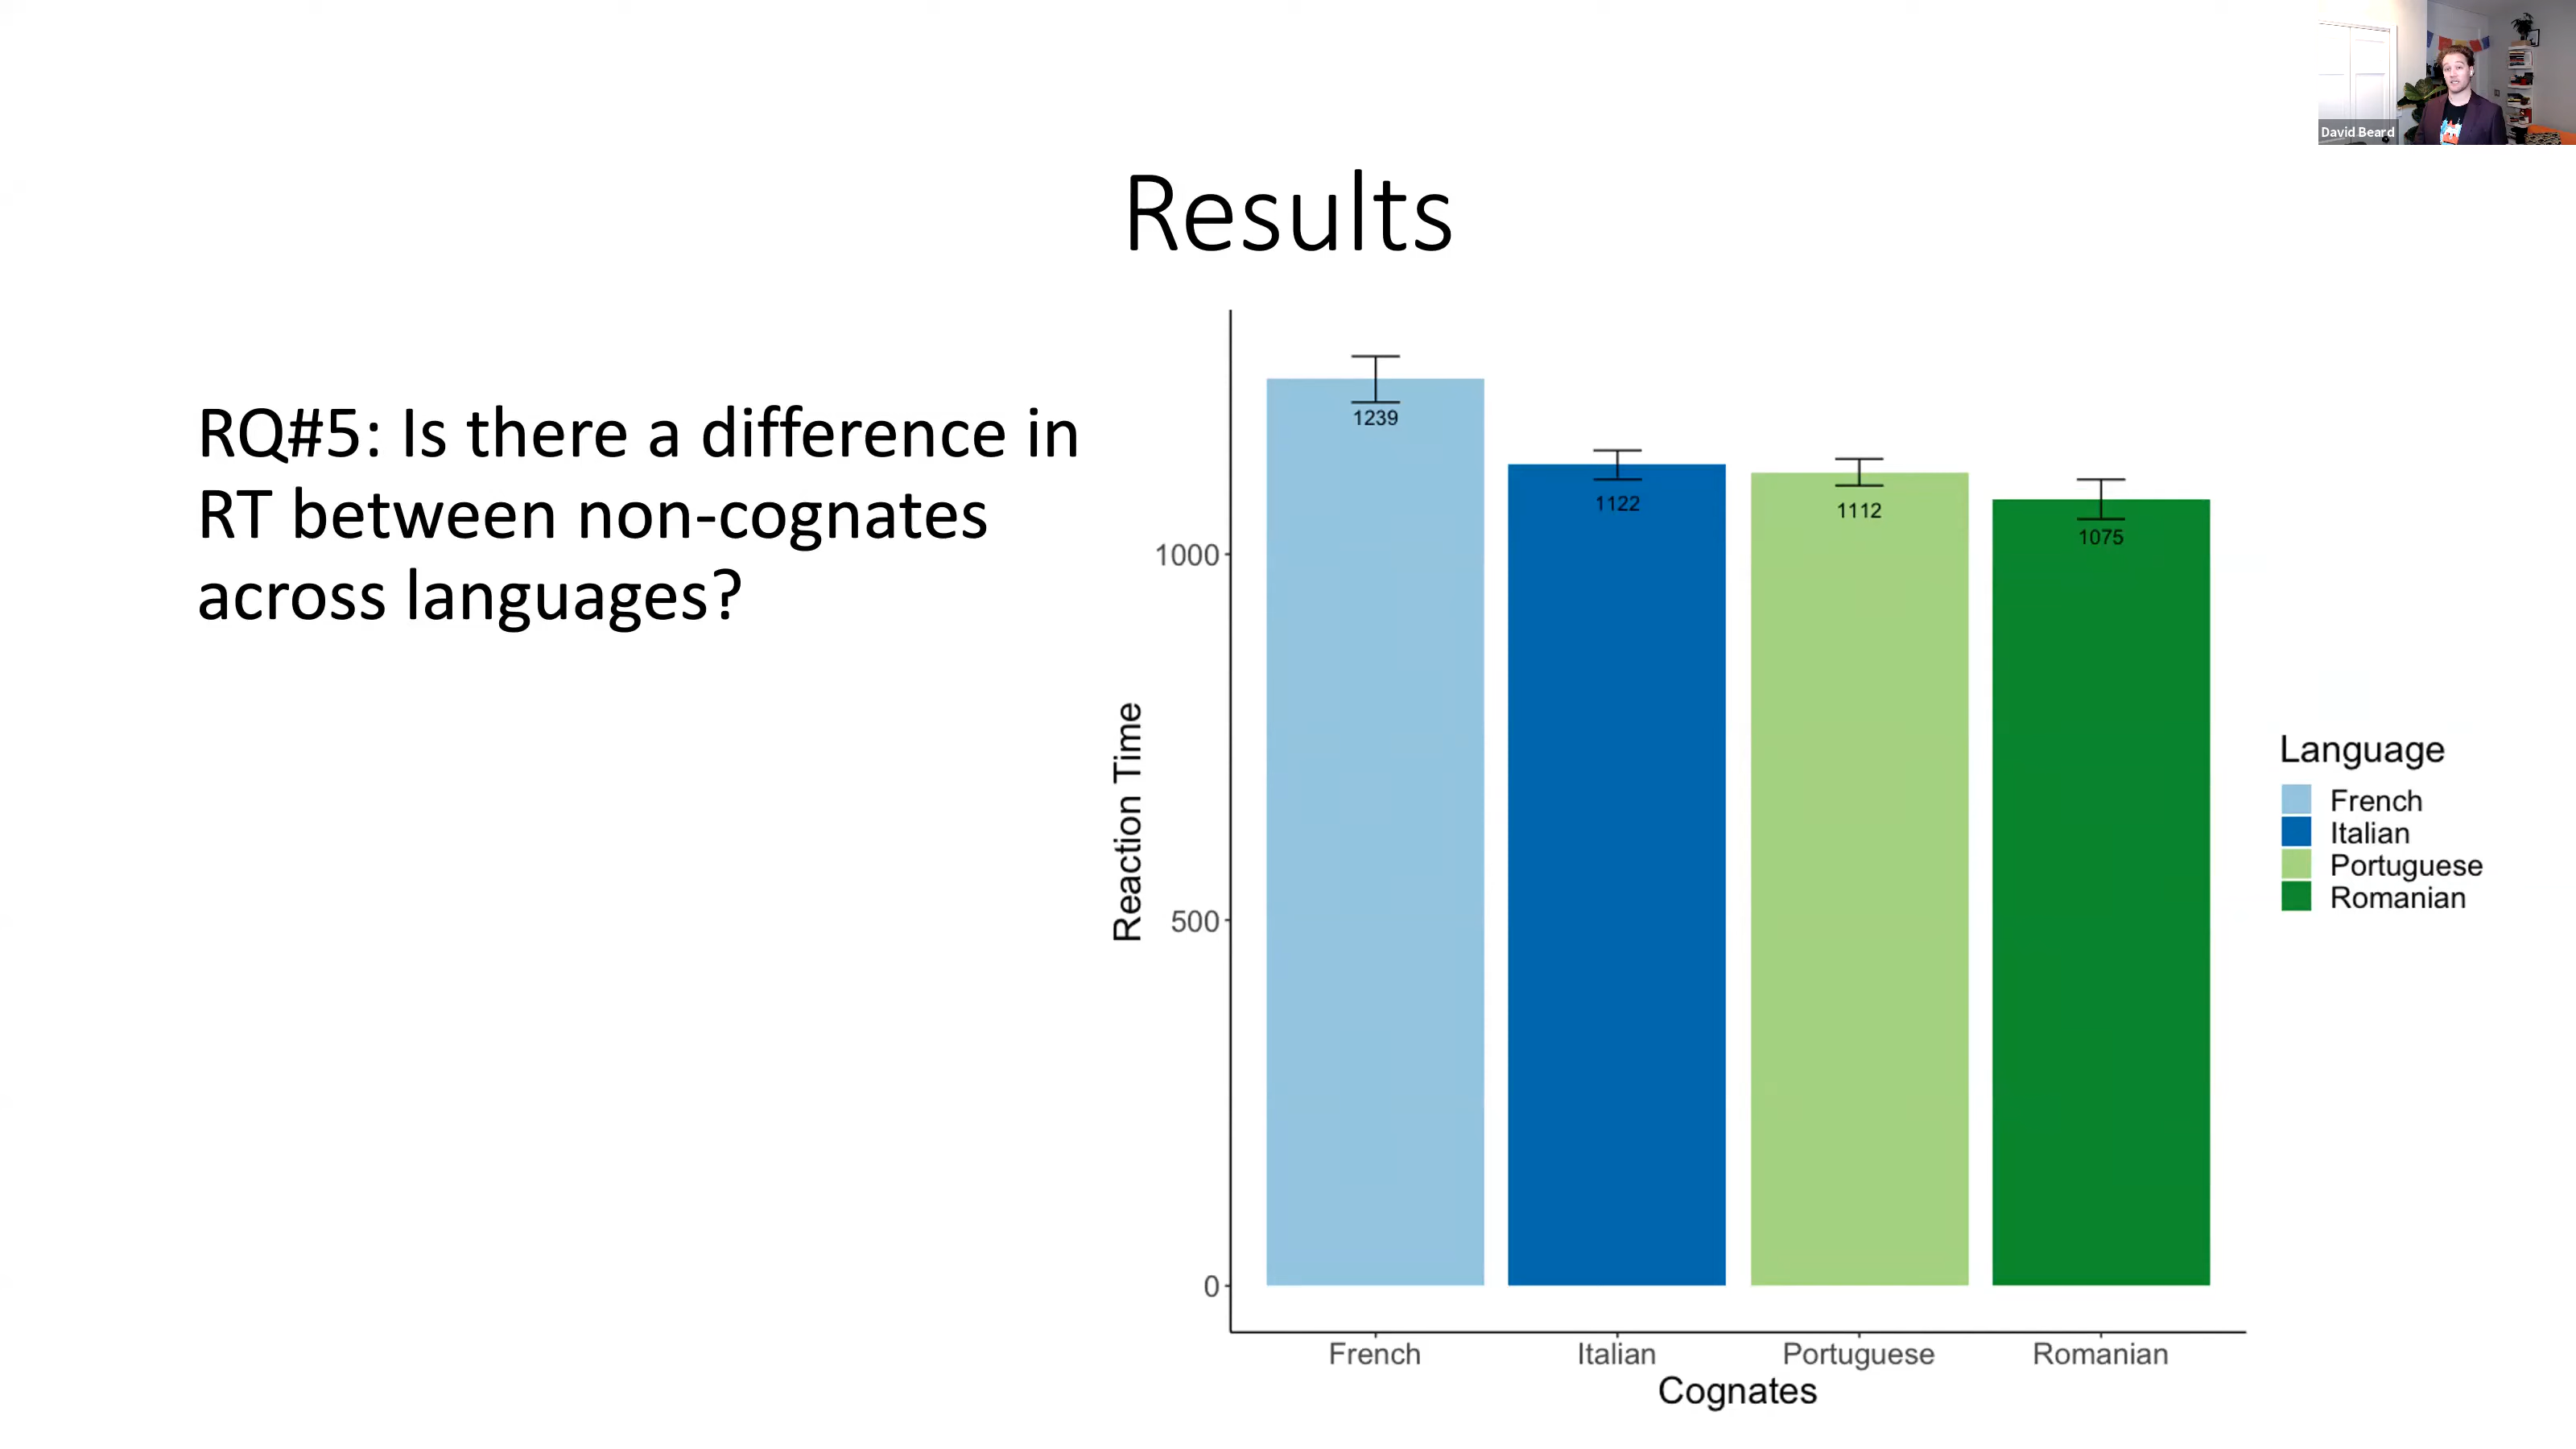 David Beard
Results
RQ#5: Is there a difference in
RT between non-cognates
across languages?
Reaction Time
1000
500
0
1239
1122
1112
1075
French
Italian
Portuguese
Romanian
Cognates
Language
French
Italian
Portuguese
Romanian